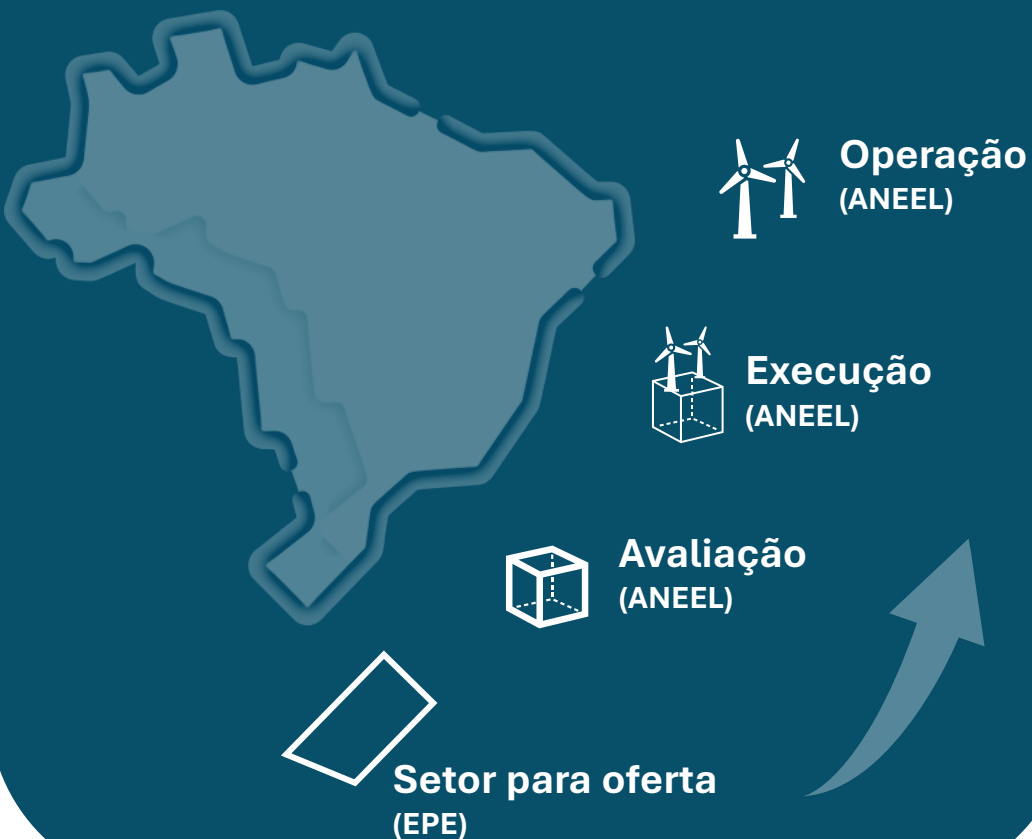 Operação
(ANEEL)
Execução
(ANEEL)
Avaliação
(ANEEL)
Setor para oferta
(EPE)